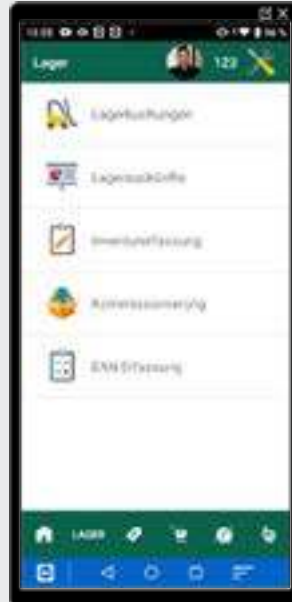 Lager 123
Lagerbuchungen
Lagerauskünfte
Inventurerfassung
Kommissionierung
EAN Erfassung
LAGER